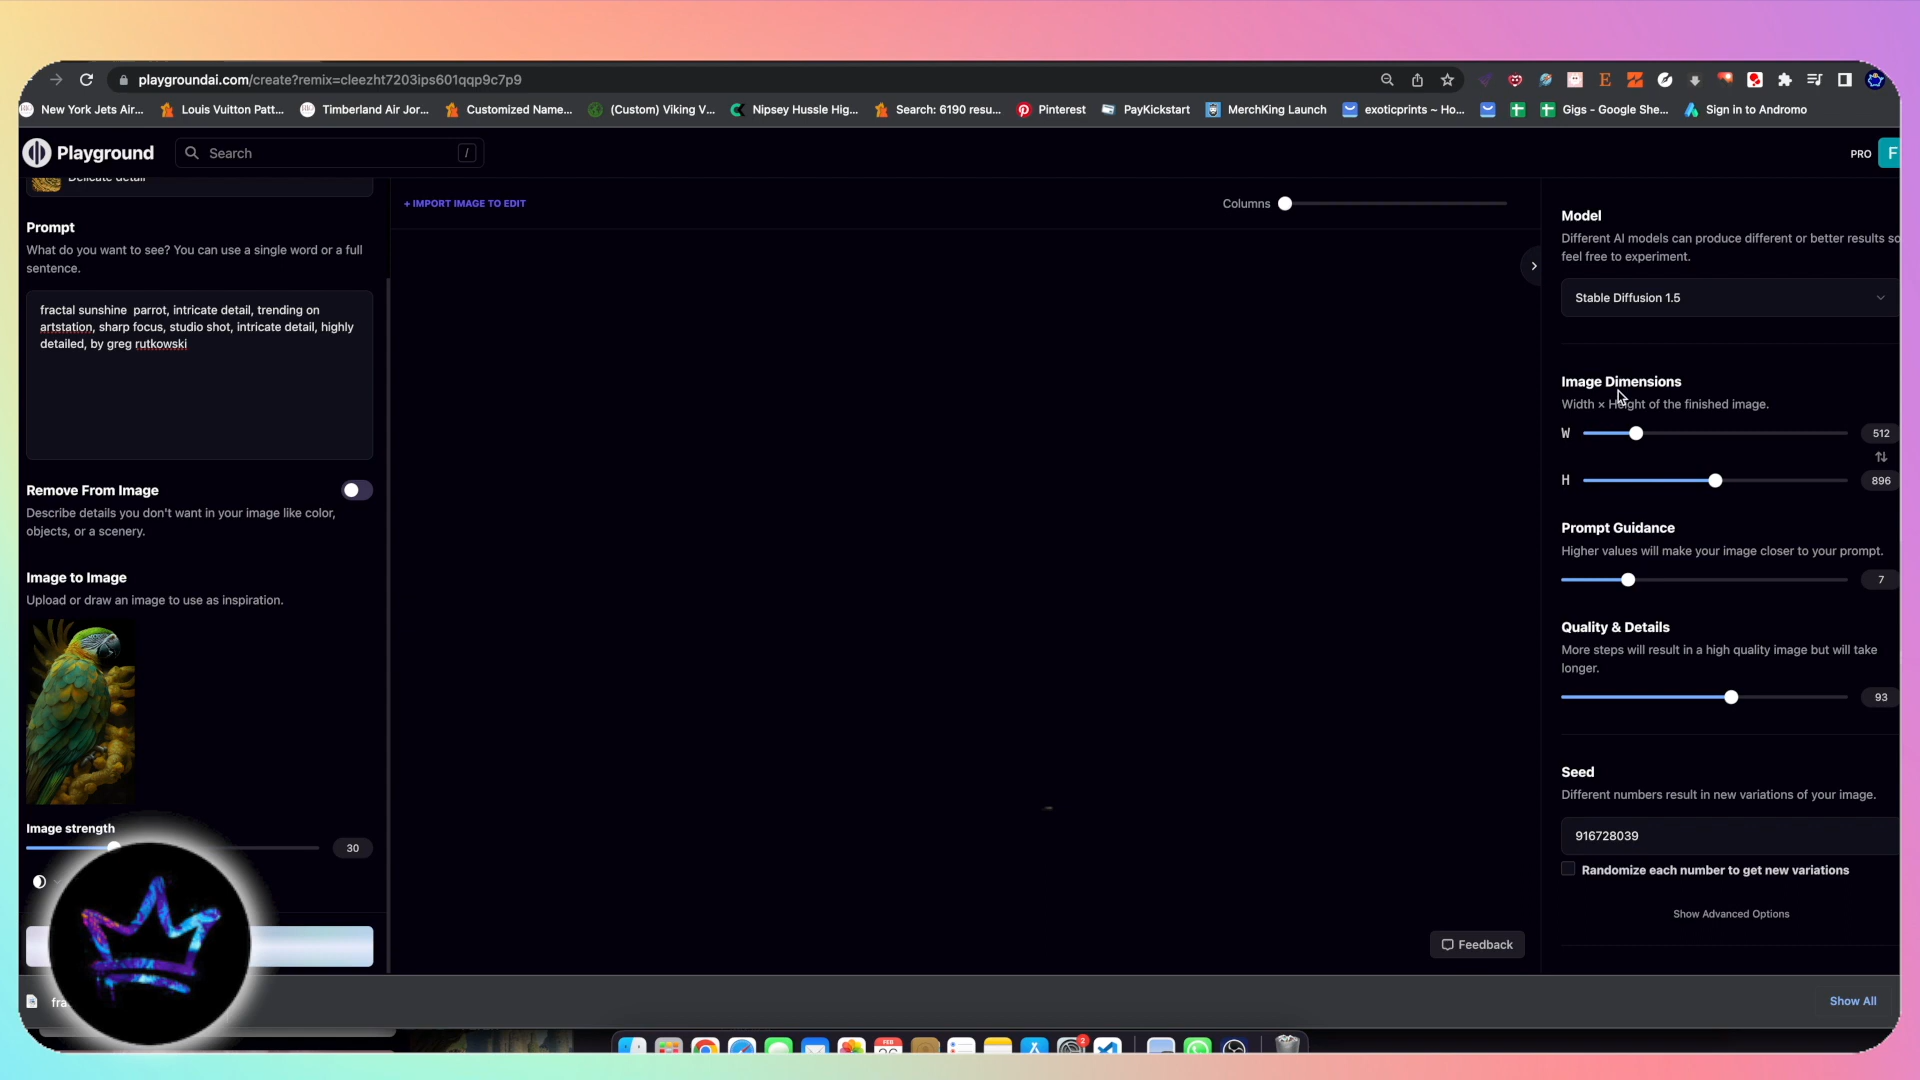 playgroundai.com/create?remix=cleezht7203ips601qqp9c7p9
New York Jets Air...
Louis Vuitton Patt...
Timberland Air Jor...
Customized Name...
(Custom) Viking V...
Nipsey Hussle Hig...
Search: 6190 resu...
Pinterest
PayKickstart
MerchKing Launch
exoticprints ~ Ho...
Gigs - Google She...
Sign in to Andromo
Playground
Search
/
PRO
F
Delicate detail
+ IMPORT IMAGE TO EDIT
Columns
Prompt
What do you want to see? You can use a single word or a full
sentence.
fractal sunshine  parrot, intricate detail, trending on
artstation, sharp focus, studio shot, intricate detail, highly
detailed, by greg rutkowski
Remove From Image
Describe details you don't want in your image like color,
objects, or a scenery.
Image to Image
Upload or draw an image to use as inspiration.
Image strength
30
Model
Different AI models can produce different or better results so
feel free to experiment.
Stable Diffusion 1.5
Image Dimensions
Width × Height of the finished image.
W
512
H
896
Prompt Guidance
Higher values will make your image closer to your prompt.
7
Quality & Details
More steps will result in a high quality image but will take
longer.
93
Seed
Different numbers result in new variations of your image.
916728039
Randomize each number to get new variations
Show Advanced Options
Feedback
fra
Show All
FEB
2